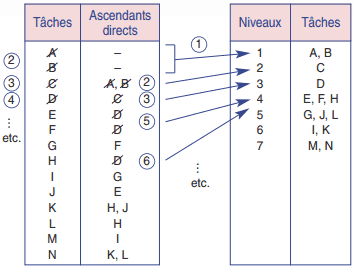 Tâches Ascendants directs
A –
B –
C A, B
D C
E D
F D
G F
H D
I G
J E
K H, J
L H
M I
N K, L
②
③
④
⋮
etc.
①
②
③
⑤
⑥
⋮
etc.
Niveaux Tâches
1 A, B
2 C
3 D
4 E, F, H
5 G, J, L
6 I, K
7 M, N